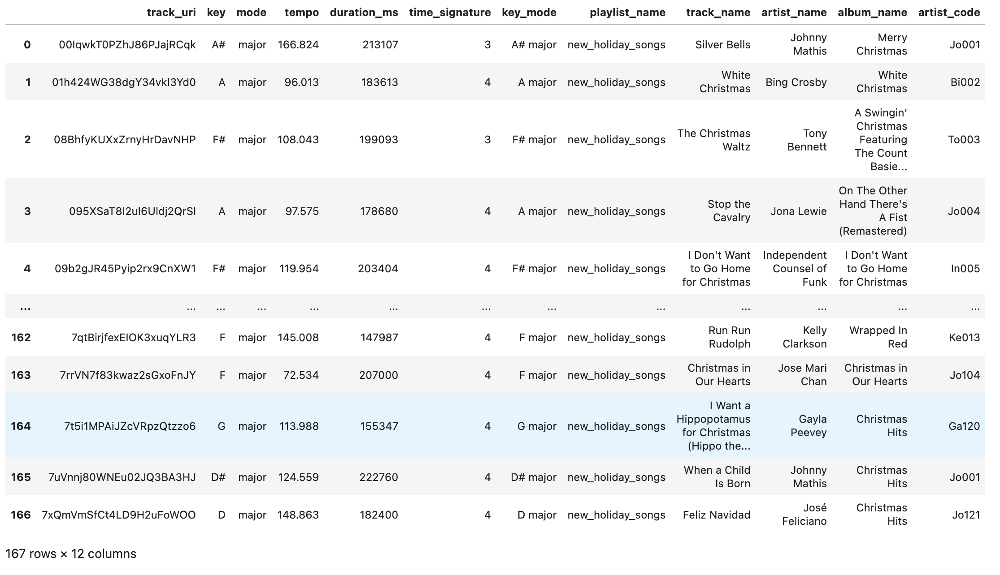 track_uri key mode tempo duration_ms time_signature key_mode playlist_name track_name artist_name album_name artist_code
0 00IqwkT0PZhJ86PJajRCqk A# major 166.824 213107 3 A# major new_holiday_songs Silver Bells Johnny Mathis Merry Christmas Jo001
1 01h424WG38dgY34vkI3Yd0 A major 96.013 183613 4 A major new_holiday_songs White Christmas Bing Crosby White Christmas Bi002
2 08BhfyKUXxZrnyHrDavNHP F# major 108.043 199093 3 F# major new_holiday_songs The Christmas Waltz Tony Bennett A Swingin' Christmas Featuring The Count Basie... To003
3 095XSaT8I2uI6UIdj2QrSl A major 97.575 178680 4 A major new_holiday_songs Stop the Cavalry Jona Lewie On The Other Hand There's A Fist (Remastered) Jo004
4 09b2gJR45Pyip2rx9CnXW1 F# major 119.954 203404 4 F# major new_holiday_songs I Don't Want to Go Home for Christmas Independent Counsel of Funk I Don't Want to Go Home for Christmas In005
... ... ... ... ... ... ... ... ... ... ... ... ...
162 7qtBirjfexEIOK3xuqYLR3 F major 145.008 147987 4 F major new_holiday_songs Run Run Rudolph Kelly Clarkson Wrapped In Red Ke013
163 7rrVN7f83kwaz2sGxoFnJY F major 72.534 207000 4 F major new_holiday_songs Christmas in Our Hearts Jose Mari Chan Christmas in Our Hearts Jo104
164 7t5i1MPAiJZcVRpzQtzzo6 G major 113.988 155347 4 G major new_holiday_songs I Want a Hippopotamus for Christmas (Hippo the... Gayla Peevey Christmas Hits Ga120
165 7uVnnj80WNEu02JQ3BA3HJ D# major 124.559 222760 4 D# major new_holiday_songs When a Child Is Born Johnny Mathis Christmas Hits Jo001
166 7xQmVmSfCt4LD9H2uFoWOO D major 148.863 182400 4 D major new_holiday_songs Feliz Navidad José Feliciano Christmas Hits Jo121
167 rows × 12 columns